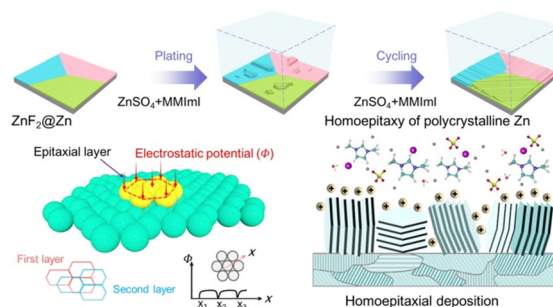 Plating
Cycling
ZnSO₄+MMImI
ZnSO₄+MMImI
ZnF₂@Zn
Homoepitaxy of polycrystalline Zn
Epitaxial layer
Electrostatic potential (Φ)
First layer
Second layer
Φ
X
X₁ X₂ X₃
x
Homoepitaxial deposition